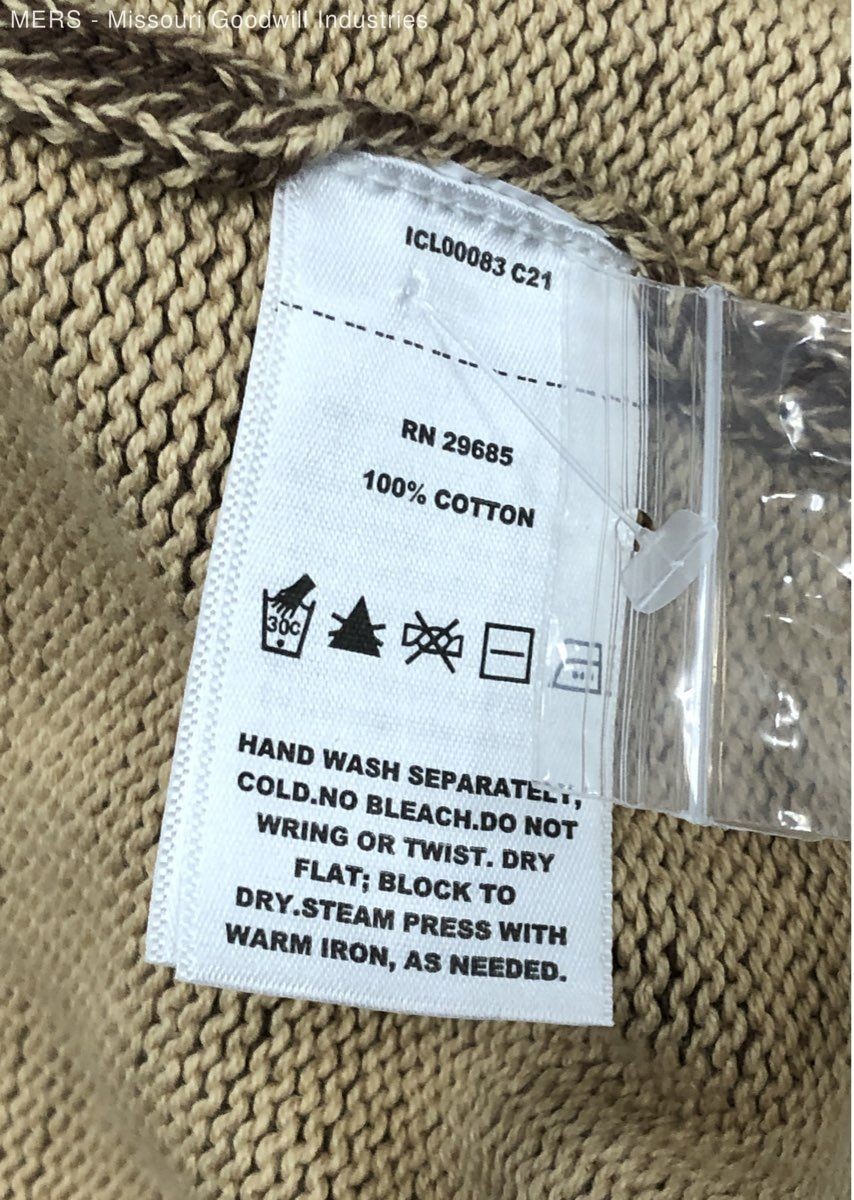 MERS - Missouri Goodwill Industries
ICL00083 C21
RN 29685
100% COTTON
30C
HAND WASH SEPARATELY,
COLD.NO BLEACH.DO NOT
WRING OR TWIST. DRY
FLAT; BLOCK TO
DRY.STEAM PRESS WITH
WARM IRON, AS NEEDED.